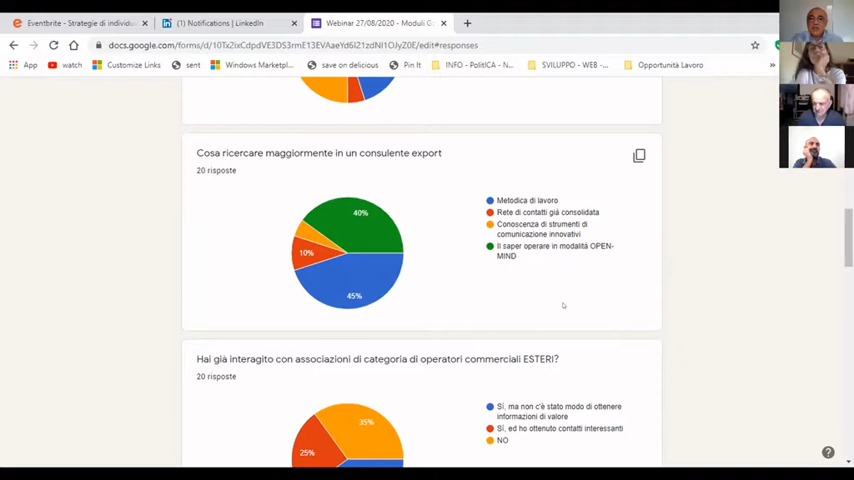 Eventbrite - Strategie di individua
(1) Notifications | LinkedIn
Webinar 27/08/2020 - Moduli Go
docs.google.com/forms/d/10Tx2ixCdpdVE3DS3rmE13EVAaeYd6I21zdNI1OJyZ0E/edit#responses
App
watch
Customize Links
sent
Windows Marketpl...
save on delicious
Pin It
INFO - PolitICA - N...
SVILUPPO - WEB -...
Opportunità Lavoro
»
Cosa ricercare maggiormente in un consulente export
20 risposte
40%
10%
45%
Metodica di lavoro
Rete di contatti già consolidata
Conoscenza di strumenti di
comunicazione innovativi
Il saper operare in modalità OPEN-
MIND
Hai già interagito con associazioni di categoria di operatori commerciali ESTERI?
20 risposte
35%
25%
Sì, ma non c'è stato modo di ottenere
informazioni di valore
Sì, ed ho ottenuto contatti interessanti
NO